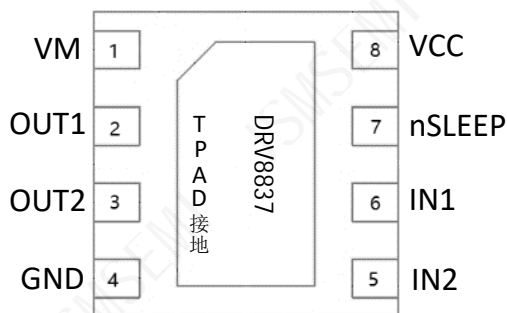 VM 1 8 VCC
OUT1 2 7 nSLEEP
OUT2 3 6 IN1
GND 4 5 IN2
TPAD接地
DRV8837
ISMSEMI